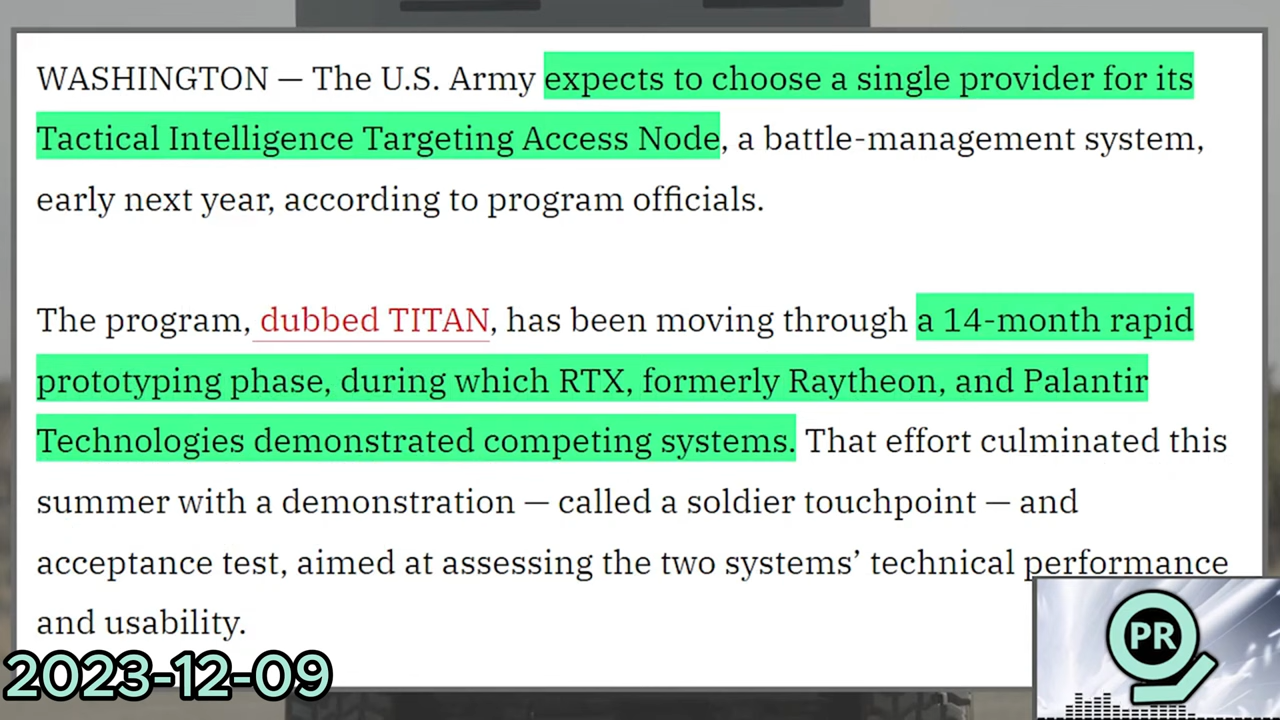 WASHINGTON — The U.S. Army expects to choose a single provider for its
Tactical Intelligence Targeting Access Node, a battle-management system,
early next year, according to program officials.
The program, dubbed TITAN, has been moving through a 14-month rapid
prototyping phase, during which RTX, formerly Raytheon, and Palantir
Technologies demonstrated competing systems. That effort culminated this
summer with a demonstration — called a soldier touchpoint — and
acceptance test, aimed at assessing the two systems’ technical performance
and usability.
2023-12-09
PR